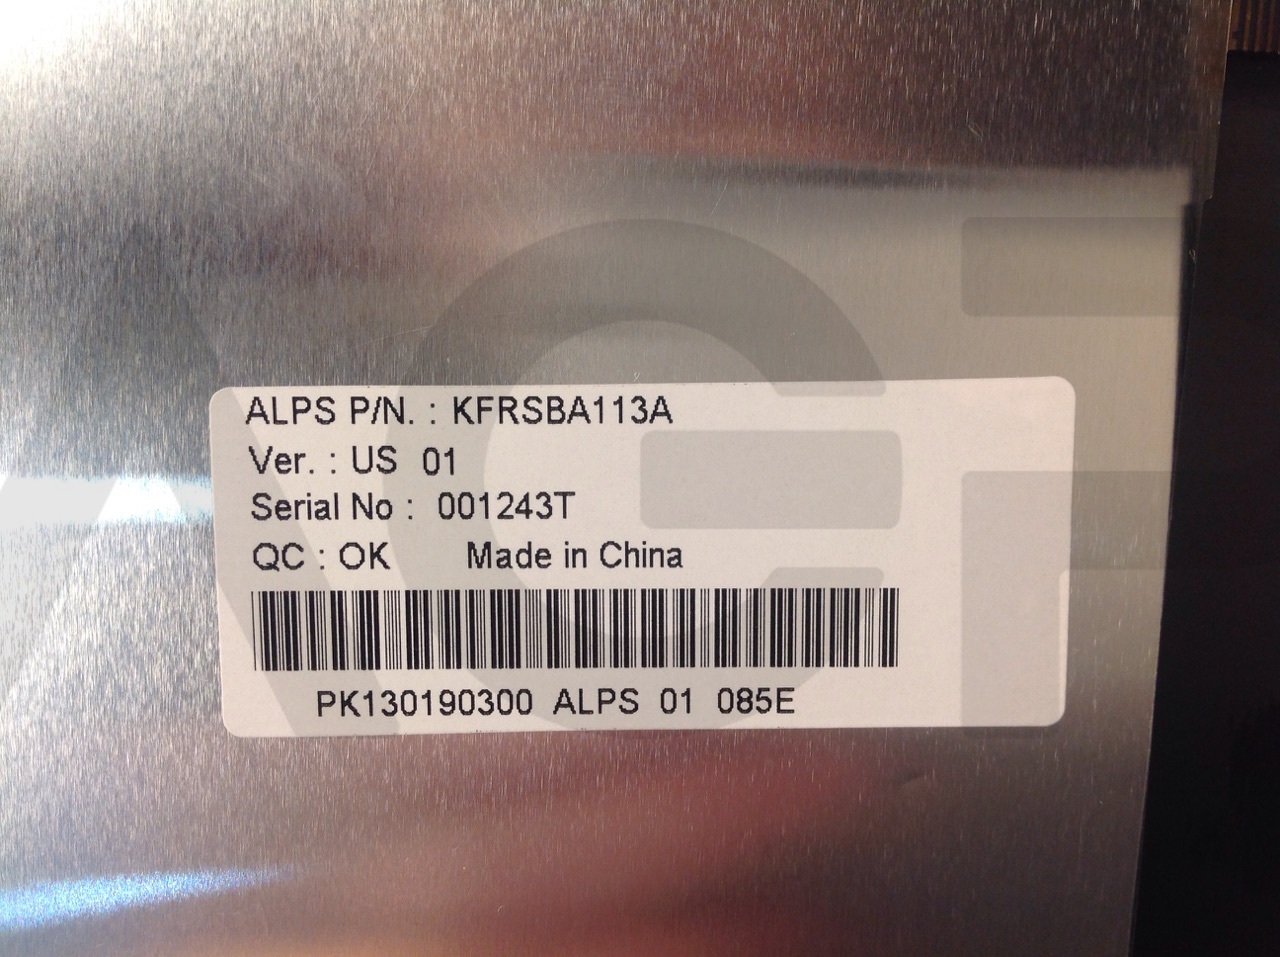 ALPS P/N. : KFRSBA113A
Ver. : US 01
Serial No : 001243T
QC : OK Made in China
PK130190300 ALPS 01 085E